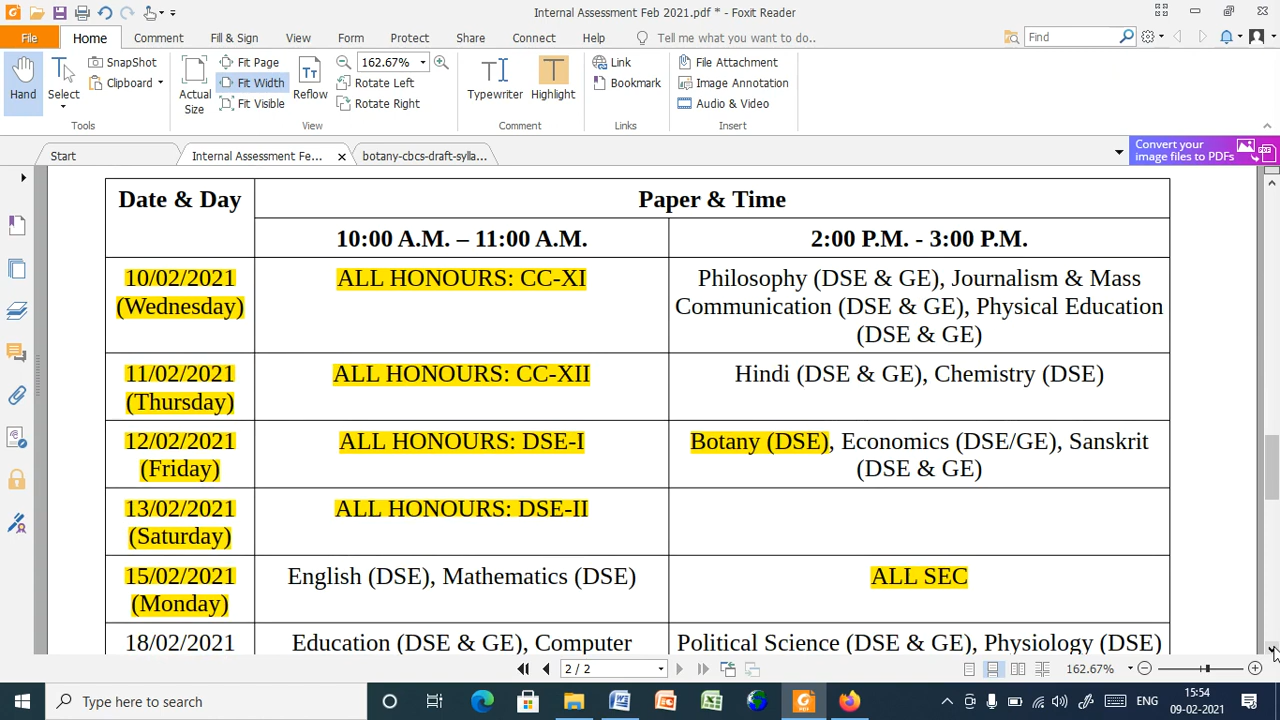 Internal Assessment Feb 2021.pdf * - Foxit Reader
File Home Comment Fill & Sign View Form Protect Share Connect Help Tell me what you want to do.. Find
Hand Select SnapShot Clipboard
Tools
Actual Size Fit Page Fit Width Fit Visible Reflow 162.67% Rotate Left Rotate Right
View
Typewriter Highlight
Comment
Link Bookmark
Links
File Attachment Image Annotation Audio & Video
Insert
Start Internal Assessment Fe... botany-cbcs-draft-sylla...
Convert your
image files to PDFs
Date & Day Paper & Time
10:00 A.M. – 11:00 A.M. 2:00 P.M. - 3:00 P.M.
10/02/2021
(Wednesday)
ALL HONOURS: CC-XI
Philosophy (DSE & GE), Journalism & Mass
Communication (DSE & GE), Physical Education
(DSE & GE)
11/02/2021
(Thursday)
ALL HONOURS: CC-XII
Hindi (DSE & GE), Chemistry (DSE)
12/02/2021
(Friday)
ALL HONOURS: DSE-I
Botany (DSE), Economics (DSE/GE), Sanskrit
(DSE & GE)
13/02/2021
(Saturday)
ALL HONOURS: DSE-II
15/02/2021
(Monday)
English (DSE), Mathematics (DSE)
ALL SEC
18/02/2021
Education (DSE & GE), Computer
Political Science (DSE & GE), Physiology (DSE)
2 / 2
162.67%
Type here to search
ENG
15:54
09-02-2021